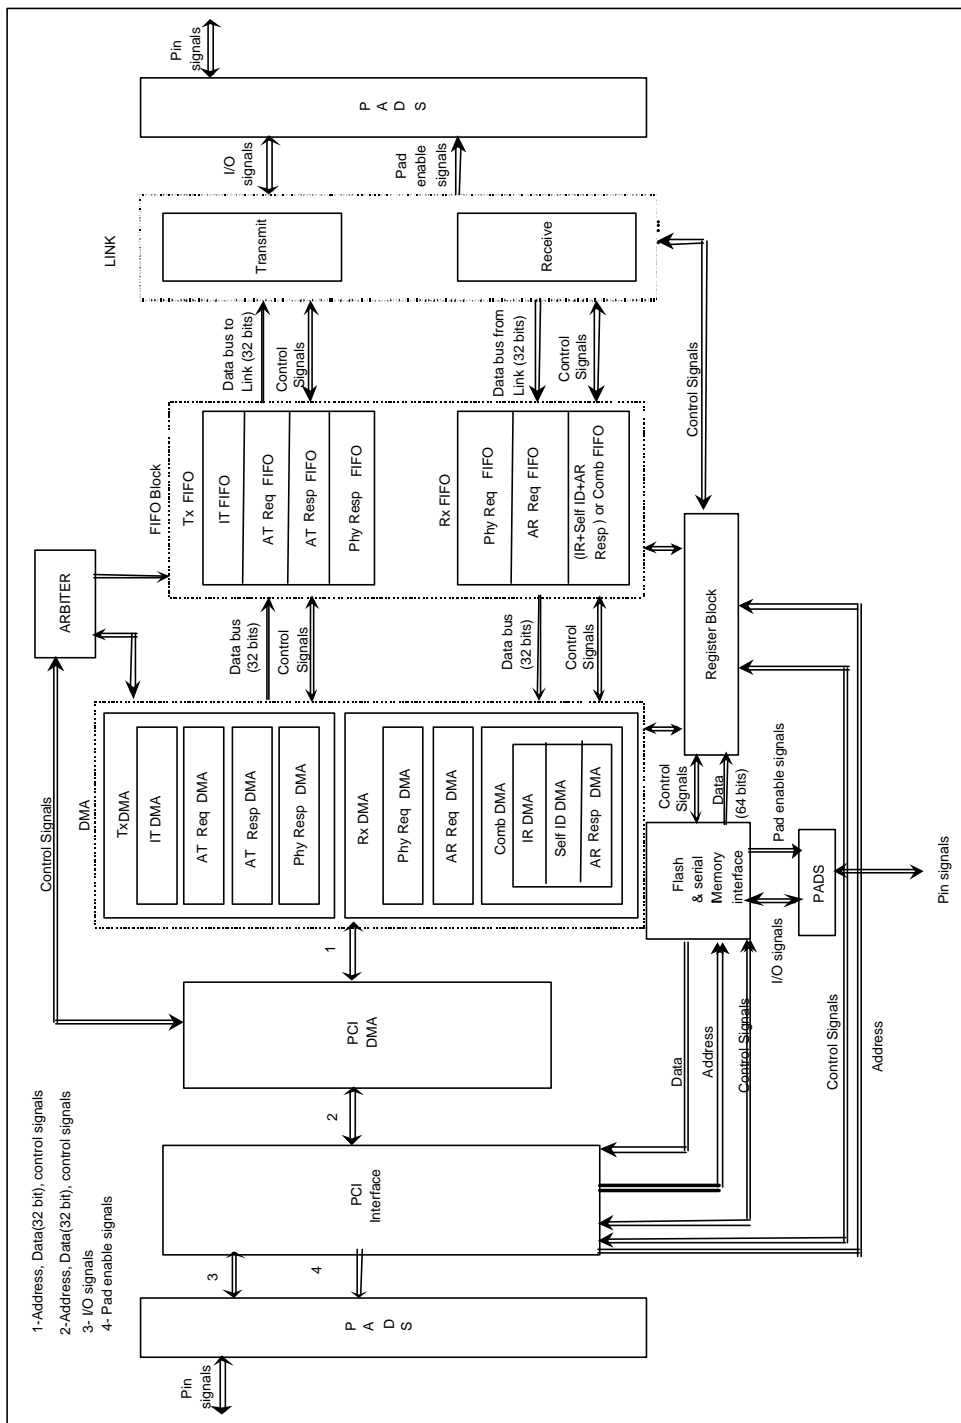 1-Address, Data(32 bit), control signals
2-Address, Data(32 bit), control signals
3- I/O signals
4- Pad enable signals
Pin
signals
P A D S
3
4
PCI
Interface
2
PCI
DMA
1
Control Signals
ARBITER
DMA
TxDMA
IT DMA
AT Req DMA
AT Resp DMA
Phy Resp DMA
Rx DMA
Phy Req DMA
AR Req DMA
Comb DMA
IR DMA
Self ID DMA
AR Resp DMA
Data bus
(32 bits)
Control
Signals
Data bus
(32 bits)
Control
Signals
FIFO Block
Tx FIFO
IT FIFO
AT Req FIFO
AT Resp FIFO
Phy Resp FIFO
Rx FIFO
Phy Req FIFO
AR Req FIFO
(IR+Self ID+AR
Resp ) or Comb FIFO
Data bus to
Link (32 bits)
Control
Signals
Data bus from
Link (32 bits)
Control
Signals
LINK
Transmit
Receive
I/O
signals
Pad
enable
signals
P A D S
Pin
signals
Control Signals
Register Block
Control
Signals
Data
(64 bits)
Flash
& serial
Memory
interface
Pad enable signals
I/O signals
PADS
Pin signals
Data
Address
Control Signals
Control Signals
Address